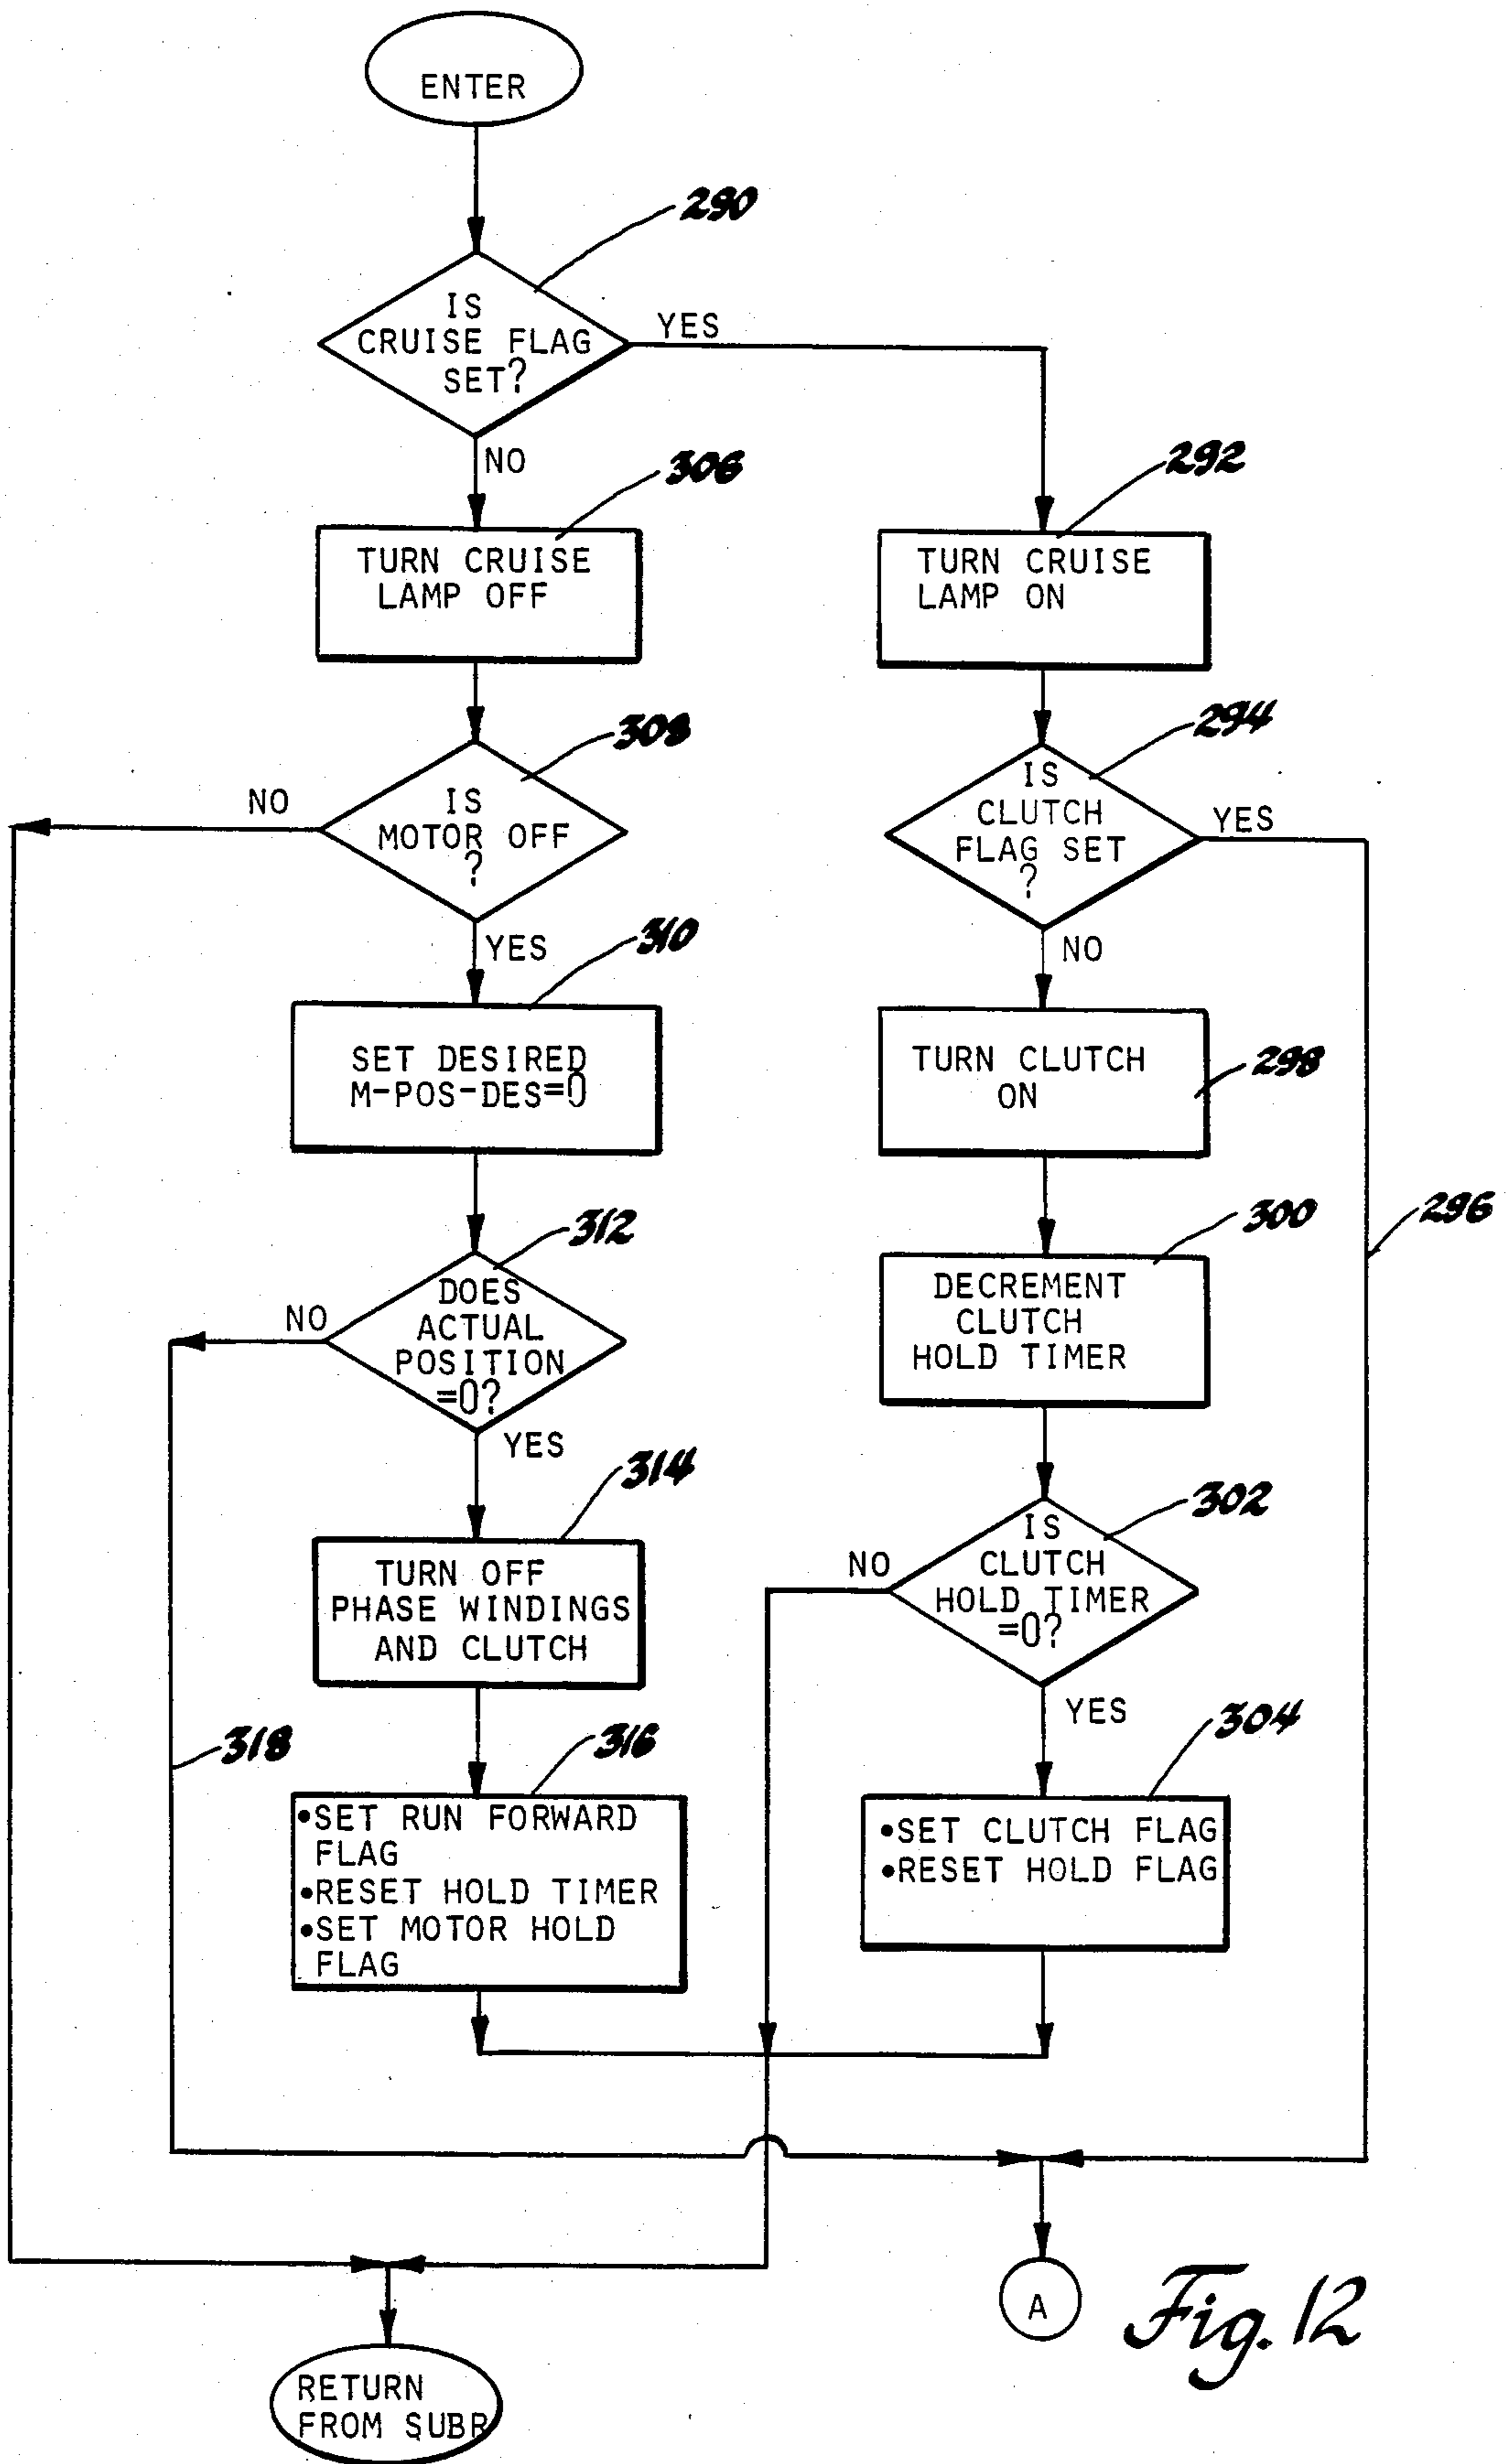 ENTER
290
IS
CRUISE FLAG
SET?
YES
NO
306
292
TURN CRUISE
LAMP OFF
TURN CRUISE
LAMP ON
308
294
NO
IS
MOTOR OFF
?
IS
CLUTCH
FLAG SET
?
YES
YES
310
NO
SET DESIRED
M-POS-DES=0
TURN CLUTCH
ON
298
312
300
296
NO
DOES
ACTUAL
POSITION
=0?
DECREMENT
CLUTCH
HOLD TIMER
YES
314
302
TURN OFF
PHASE WINDINGS
AND CLUTCH
NO
IS
CLUTCH
HOLD TIMER
=0?
YES
318
316
304
•SET RUN FORWARD
FLAG
•RESET HOLD TIMER
•SET MOTOR HOLD
FLAG
•SET CLUTCH FLAG
•RESET HOLD FLAG
A
Fig. 12
RETURN
FROM SUBR